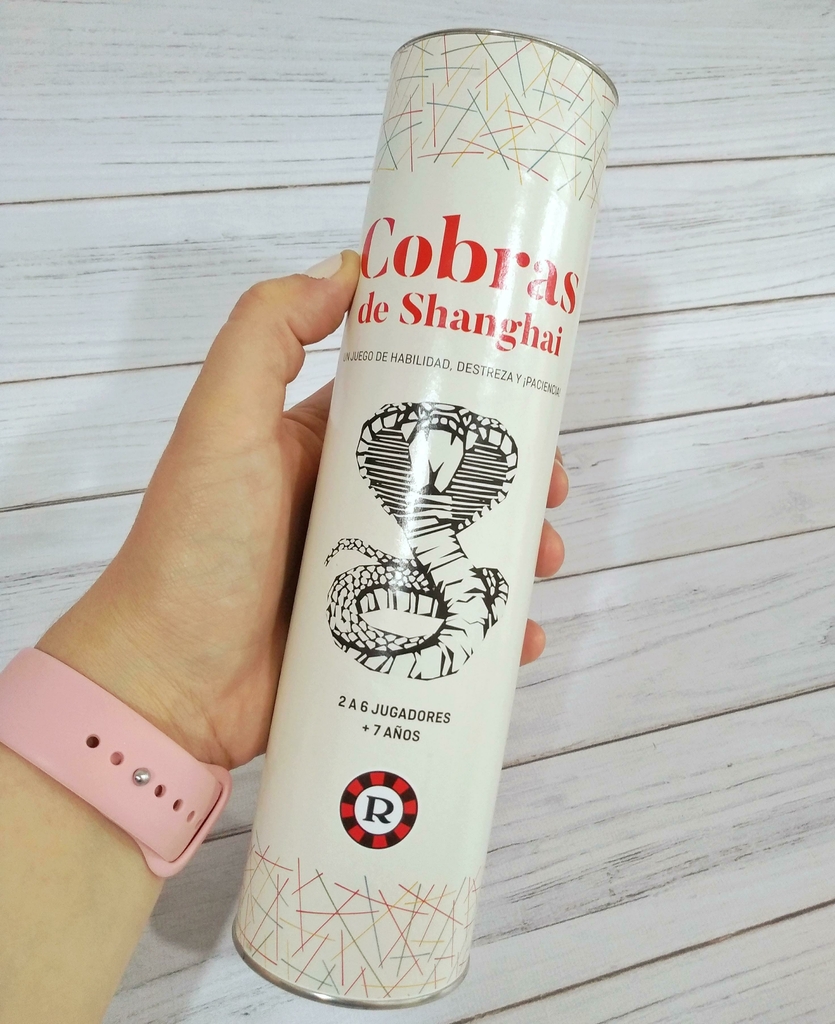 Cobras
de Shanghai
UN JUEGO DE HABILIDAD, DESTREZA Y ¡PACIENCIA!
2 A 6 JUGADORES
+ 7 AÑOS
R